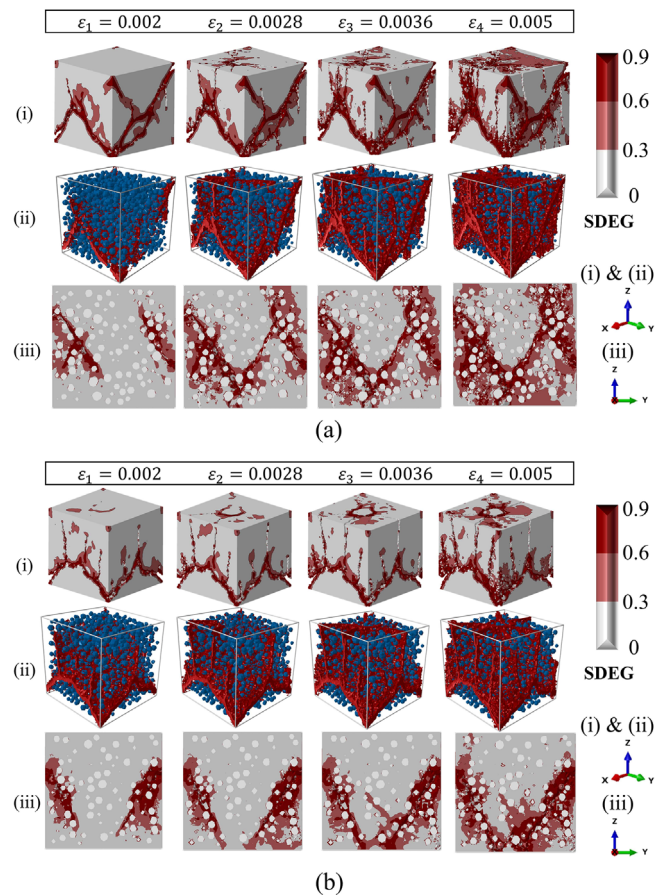 ε₁ = 0.002 ε₂ = 0.0028 ε₃ = 0.0036 ε₄ = 0.005
(i)
0.9
0.6
0.3
0
SDEG
(ii)
(i) & (ii)
Z
X Y
(iii)
(iii)
Z
Y
(a)
ε₁ = 0.002 ε₂ = 0.0028 ε₃ = 0.0036 ε₄ = 0.005
(i)
0.9
0.6
0.3
0
SDEG
(ii)
(i) & (ii)
Z
X Y
(iii)
(iii)
Z
Y
(b)